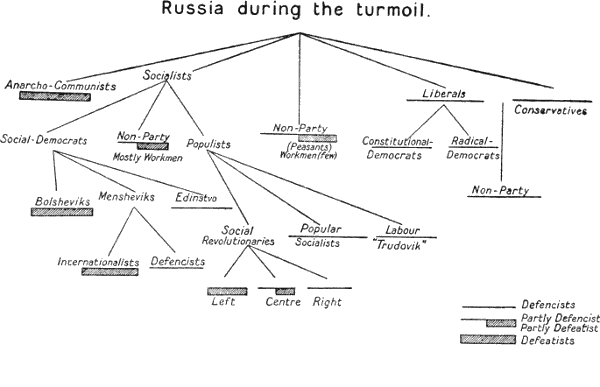 Russia during the turmoil.
Anarcho-Communists
Socialists
Liberals
Conservatives
Social-Democrats
Non-Party
Mostly Workmen
Populists
Non-Party
(Peasants)
Workmen(few)
Constitutional-
Democrats
Radical-
Democrats
Non-Party
Bolsheviks
Mensheviks
Edinstvo
Social
Revolutionaries
Popular
Socialists
Labour
"Trudovik"
Internationalists
Defencists
Left
Centre
Right
Defencists
Partly Defencist
Partly Defeatist
Defeatists